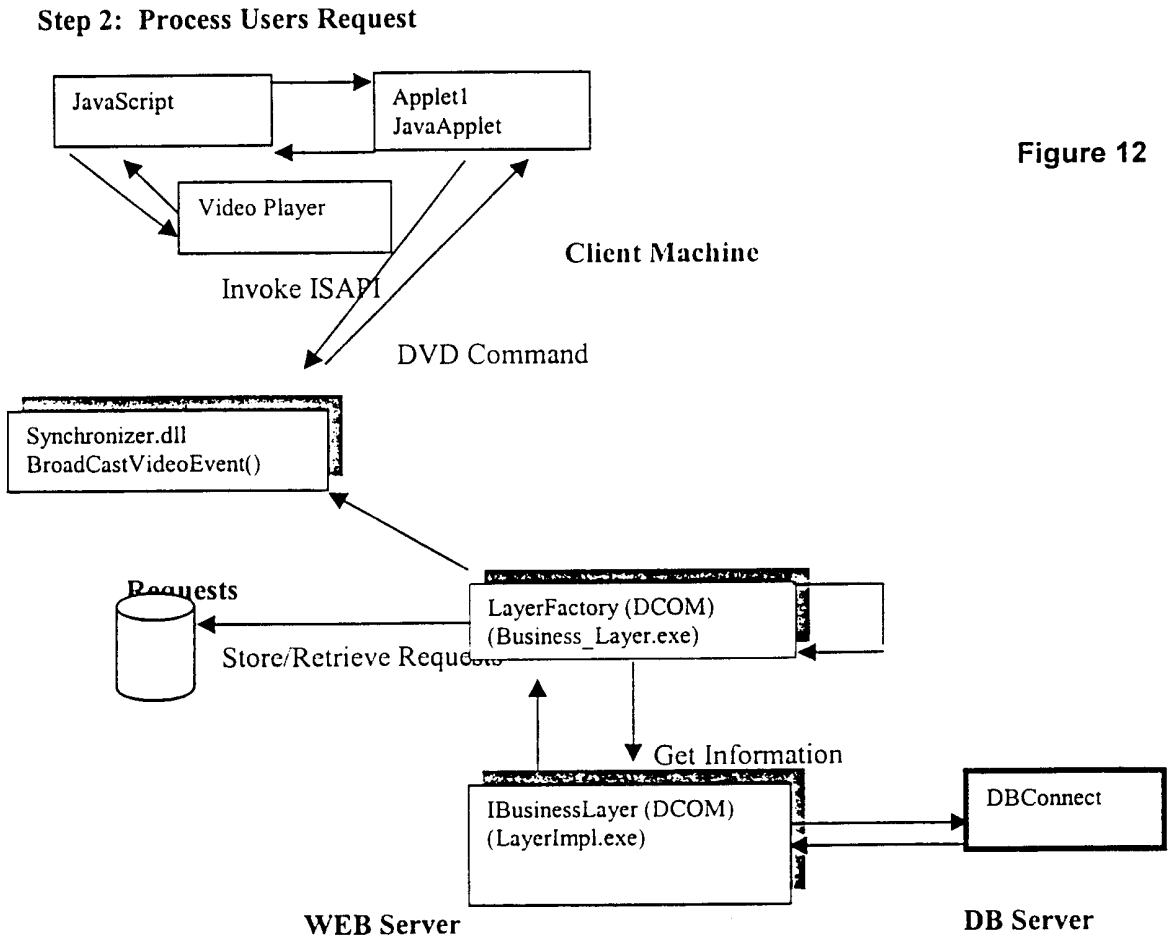 Step 2: Process Users Request
JavaScript
Applet1
JavaApplet
Figure 12
Video Player
Client Machine
Invoke ISAPI
DVD Command
Synchronizer.dll
BroadCastVideoEvent()
Requests
LayerFactory (DCOM)
(Business_Layer.exe)
Store/Retrieve Requests
Get Information
IBusinessLayer (DCOM)
(LayerImpl.exe)
DBConnect
WEB Server
DB Server